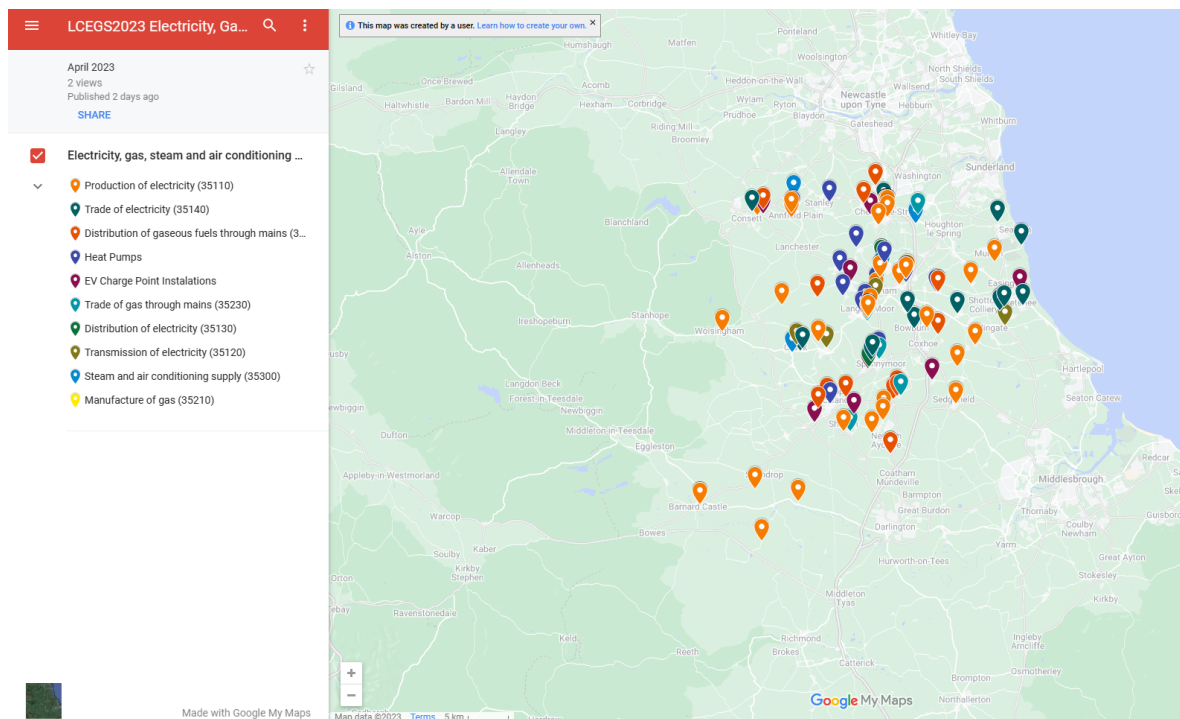 LCEGS2023 Electricity, Ga...
April 2023
2 views
Published 2 days ago
SHARE
Electricity, gas, steam and air conditioning ...
Production of electricity (35110)
Trade of electricity (35140)
Distribution of gaseous fuels through mains (3...
Heat Pumps
EV Charge Point Instalations
Trade of gas through mains (35230)
Distribution of electricity (35130)
Transmission of electricity (35120)
Steam and air conditioning supply (35300)
Manufacture of gas (35210)
Made with Google My Maps
This map was created by a user. Learn how to create your own.
Ponteland
Whitley Bay
Matfen
Humshaugh
Woolsington
North Shields
South Shields
Once Brewed
Gilsland
Acomb
Heddon-on-the-Wall
Wallsend
Haltwhistle
Bardon Mill
Haydon
Bridge
Hexham
Corbridge
Wylam
Ryton
Newcastle
upon Tyne
Hebburn
Prudhoe
Blaydon
Gateshead
Whitburn
Langley
Riding Mill
Broomley
Allendale
Town
Washington
Sunderland
Stanley
Consett
Annfield Plain
Blanchland
Houghton
le Spring
Ayle
Alston
Lanchester
Allenheads
Ireshopeburn
Stanhope
Wolsingham
Shotton
Colliery
Bowburn
Coxhoe
Spennymoor
Hartlepool
Langdon Beck
Forest-in-Teesdale
Newbiggin
Sedgefield
Seaton Carew
Dufton
Middleton-in-Teesdale
Eggleston
Redcar
Appleby-in-Westmorland
Coatham
Mundeville
Middlesbrough
Barnard Castle
Barmpton
Great Burdon
Thornaby
Warcop
Darlington
Coulby
Newham
Bowes
Soulby
Kaber
Kirkby
Stephen
Yarm
Great Ayton
Hurworth-on-Tees
Stokesley
Orton
Ravenstonedale
Middleton
Tyas
Kirkby
Keld
Richmond
Ingleby
Arncliffe
Reeth
Brokes
Catterick
Osmotherley
Brompton
Northallerton
Google My Maps
Map data ©2023 Terms 5 km